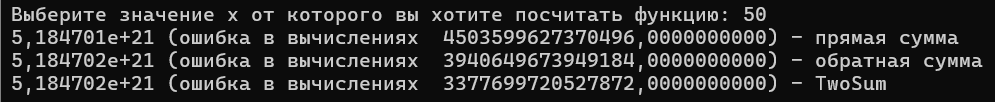 Выберите значение x от которого вы хотите посчитать функцию: 50
5,184701e+21 (ошибка в вычислениях  4503599627370496,0000000000) - прямая сумма
5,184702e+21 (ошибка в вычислениях  3940649673949184,0000000000) - обратная сумма
5,184702e+21 (ошибка в вычислениях  3377699720527872,0000000000) - TwoSum